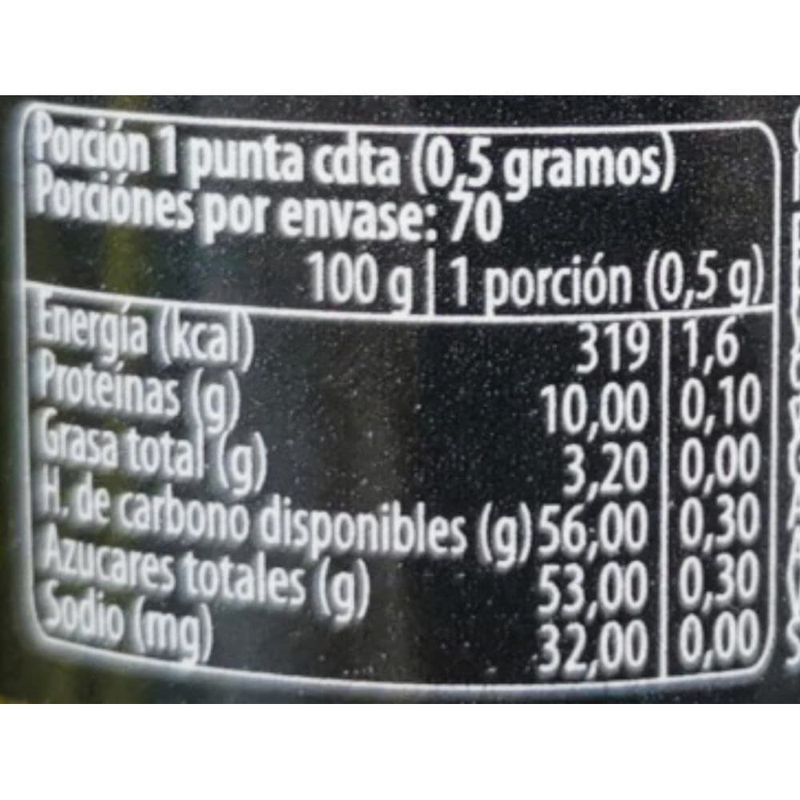 Porción 1 punta cdta (0,5 gramos)
Porciónes por envase: 70
100 g | 1 porción (0,5 g)
Energía (kcal) 319 1,6
Proteínas (g) 10,00 0,10
Grasa total (g) 3,20 0,00
H. de carbono disponibles (g) 56,00 0,30
Azucares totales (g) 53,00 0,30
Sodio (mg) 32,00 0,00